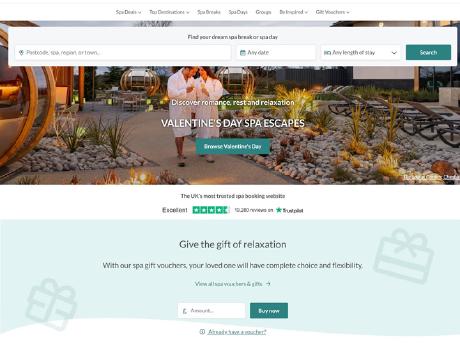 Spa Deals Top Destinations Spa Breaks Spa Days Groups Be Inspired Gift Vouchers
Find your dream spa break or spa day
Postcode, spa, region, or town...
Any date
Any length of stay
Search
Discover romance, rest and relaxation
VALENTINE'S DAY SPA ESCAPES
Browse Valentine's Day
The UK's most trusted spa booking website
Excellent
reviews on Trustpilot
Give the gift of relaxation
With our spa gift vouchers, your loved one will have complete choice and flexibility.
View all spa vouchers & gifts
£ Amount...
Buy now
Already have a voucher?